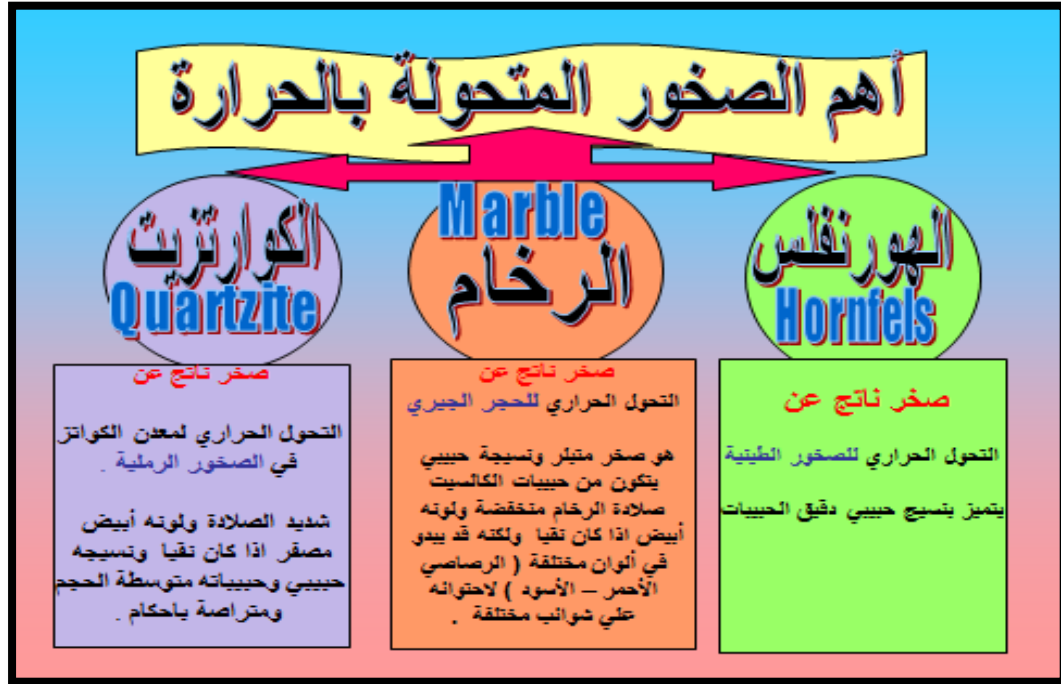 أهم الصخور المتحولة بالحرارة
الهورنفلس
Hornfels
صخر ناتج عن
التحول الحراري للصخور الطينية
يتميز بنسيج حبيبي دقيق الحبيبات
Marble
الرخام
صخر ناتج عن
التحول الحراري للحجر الجيري
هو صخر متبلر ونسيجة حبيبي
يتكون من حبيبات الكالسيت
صلادة الرخام منخفضة ولونه
أبيض اذا كان نقيا ولكنه قد يبدو
في ألوان مختلفة ( الرصاصي
الأحمر – الأسود ) لاحتوائه
علي شوائب مختلفة .
الكوارتزيت
Quartzite
صخر ناتج عن
التحول الحراري لمعدن الكواتز
في الصخور الرملية .
شديد الصلادة ولونه أبيض
مصفر اذا كان نقيا ونسيجه
حبيبي وحبيباته متوسطة الحجم
ومتراصة باحكام .